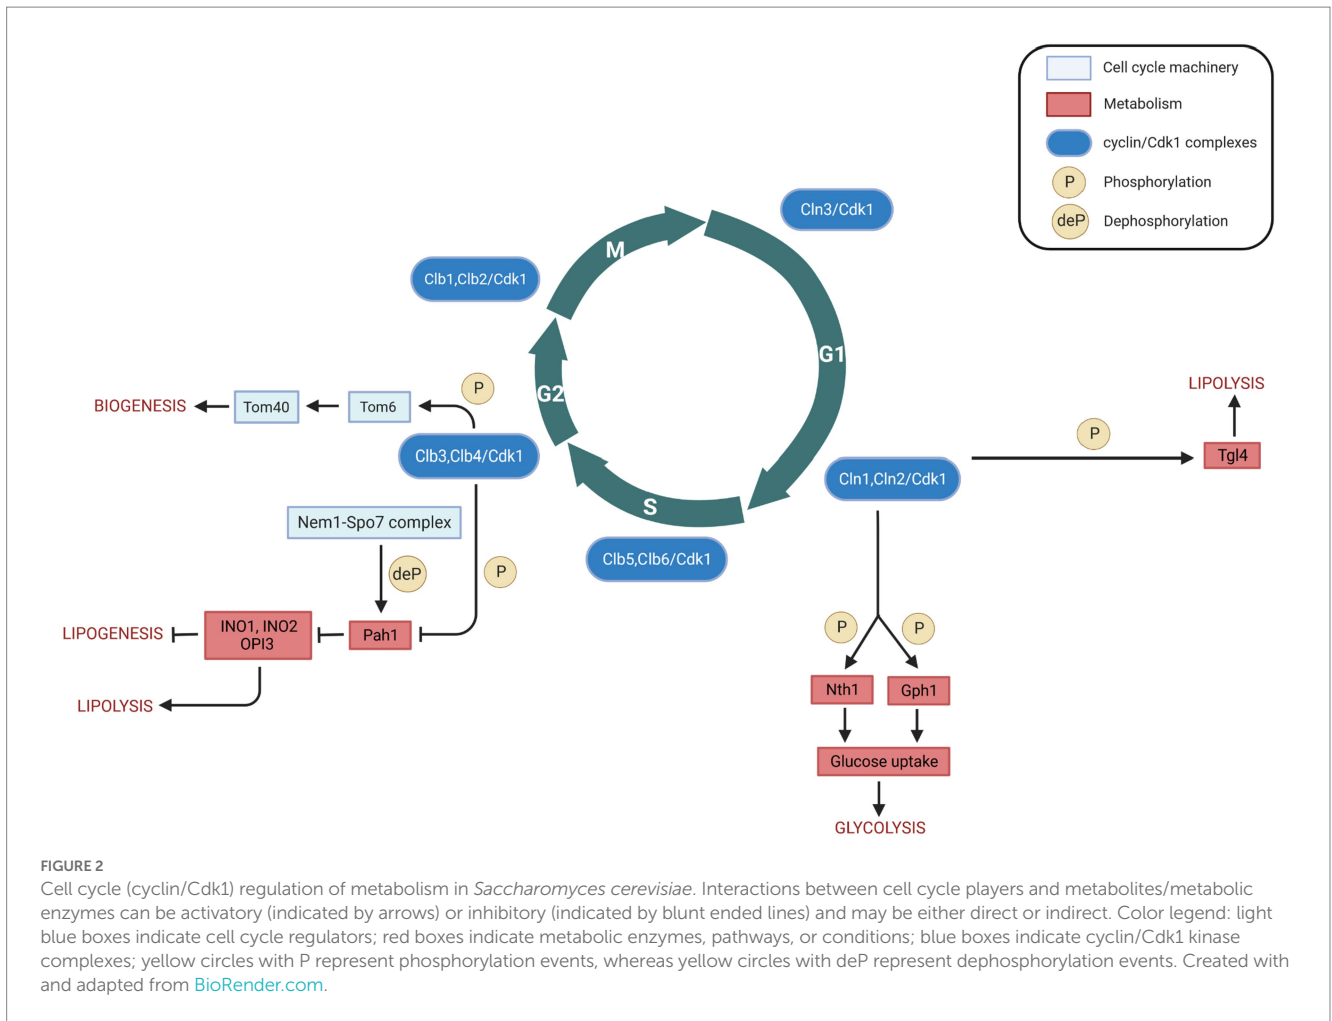 Cell cycle machinery
Metabolism
cyclin/Cdk1 complexes
P
Phosphorylation
deP
Dephosphorylation
Cln3/Cdk1
M
Clb1,Clb2/Cdk1
G1
G2
P
BIOGENESIS
Tom40
Tom6
Clb3,Clb4/Cdk1
LIPOLYSIS
P
Tgl4
Cln1,Cln2/Cdk1
S
Nem1-Spo7 complex
Clb5,Clb6/Cdk1
deP
P
LIPOGENESIS
INO1, INO2
OPI3
Pah1
LIPOLYSIS
P
P
Nth1
Gph1
Glucose uptake
GLYCOLYSIS
FIGURE 2
Cell cycle (cyclin/Cdk1) regulation of metabolism in Saccharomyces cerevisiae. Interactions between cell cycle players and metabolites/metabolic
enzymes can be activatory (indicated by arrows) or inhibitory (indicated by blunt ended lines) and may be either direct or indirect. Color legend: light
blue boxes indicate cell cycle regulators; red boxes indicate metabolic enzymes, pathways, or conditions; blue boxes indicate cyclin/Cdk1 kinase
complexes; yellow circles with P represent phosphorylation events, whereas yellow circles with deP represent dephosphorylation events. Created with
and adapted from BioRender.com.